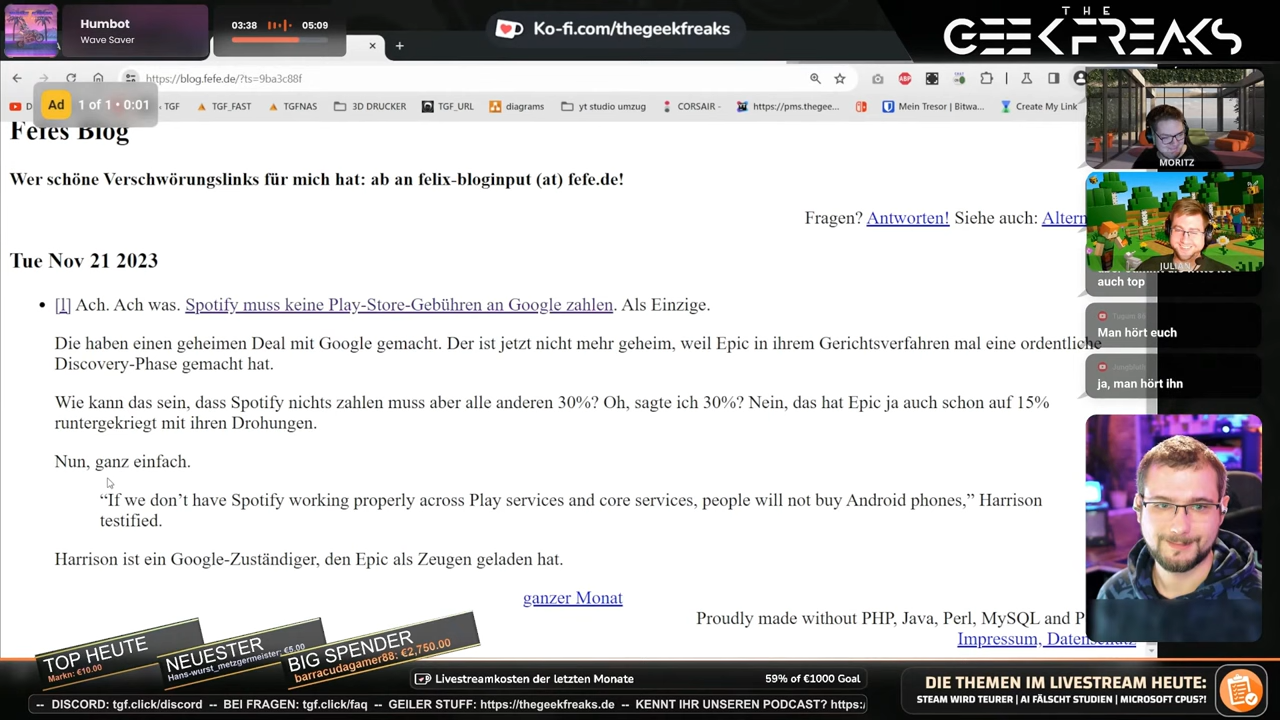 Humbot
Wave Saver
03:38
05:09
Ko-fi.com/thegeekfreaks
THE
GEEKFREAKS
https://blog.fefe.de/?ts=9ba3c88f
Ad 1 of 1 • 0:01
TGF
TGF_FAST
TGFNAS
3D DRUCKER
TGF_URL
diagrams
yt studio umzug
CORSAIR -
https://pms.thegee...
Mein Tresor | Bitwa...
Create My Link
Fefes Blog
Wer schöne Verschwörungslinks für mich hat: ab an felix-bloginput (at) fefe.de!
Fragen? Antworten! Siehe auch: Altern
Tue Nov 21 2023
[l] Ach. Ach was. Spotify muss keine Play-Store-Gebühren an Google zahlen. Als Einzige.
Die haben einen geheimen Deal mit Google gemacht. Der ist jetzt nicht mehr geheim, weil Epic in ihrem Gerichtsverfahren mal eine ordentliche
Discovery-Phase gemacht hat.
Wie kann das sein, dass Spotify nichts zahlen muss aber alle anderen 30%? Oh, sagte ich 30%? Nein, das hat Epic ja auch schon auf 15%
runtergekriegt mit ihren Drohungen.
Nun, ganz einfach.
“If we don’t have Spotify working properly across Play services and core services, people will not buy Android phones,” Harrison
testified.
Harrison ist ein Google-Zuständiger, den Epic als Zeugen geladen hat.
ganzer Monat
Proudly made without PHP, Java, Perl, MySQL and P
Impressum, Datenschutz
MORITZ
JULIAN
auch top
Man hört euch
ja, man hört ihn
TOP HEUTE
Markn: €10.00
NEUESTER
Hans-wurst_metzgermeister: €5.00
BIG SPENDER
barracudagamer88: €2,750.00
Livestreamkosten der letzten Monate
59% of €1000 Goal
-- DISCORD: tgf.click/discord -- BEI FRAGEN: tgf.click/faq -- GEILER STUFF: https://thegeekfreaks.de -- KENNT IHR UNSEREN PODCAST? https:/
DIE THEMEN IM LIVESTREAM HEUTE:
STEAM WIRD TEURER | AI FÄLSCHT STUDIEN | MICROSOFT CPUS?!